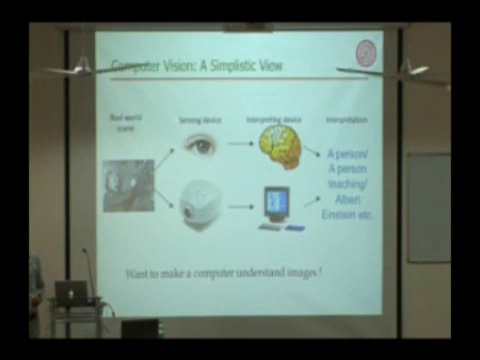 Computer Vision: A Simplistic View
Real world
scene
Sensing device
Interpreting device
Interpretation
A person/
A person
teaching/
Albert
Einstein etc.
Want to make a computer understand images !